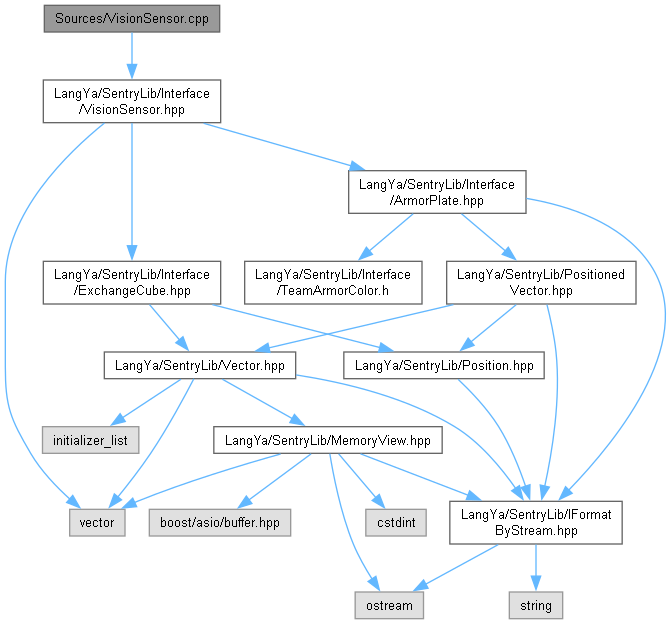 Sources/VisionSensor.cpp
LangYa/SentryLib/Interface
/VisionSensor.hpp
LangYa/SentryLib/Interface
/ArmorPlate.hpp
LangYa/SentryLib/Interface
/ExchangeCube.hpp
LangYa/SentryLib/Interface
/TeamArmorColor.h
LangYa/SentryLib/Positioned
Vector.hpp
LangYa/SentryLib/Vector.hpp
LangYa/SentryLib/Position.hpp
initializer_list
LangYa/SentryLib/MemoryView.hpp
vector
boost/asio/buffer.hpp
cstdint
LangYa/SentryLib/IFormat
ByStream.hpp
ostream
string